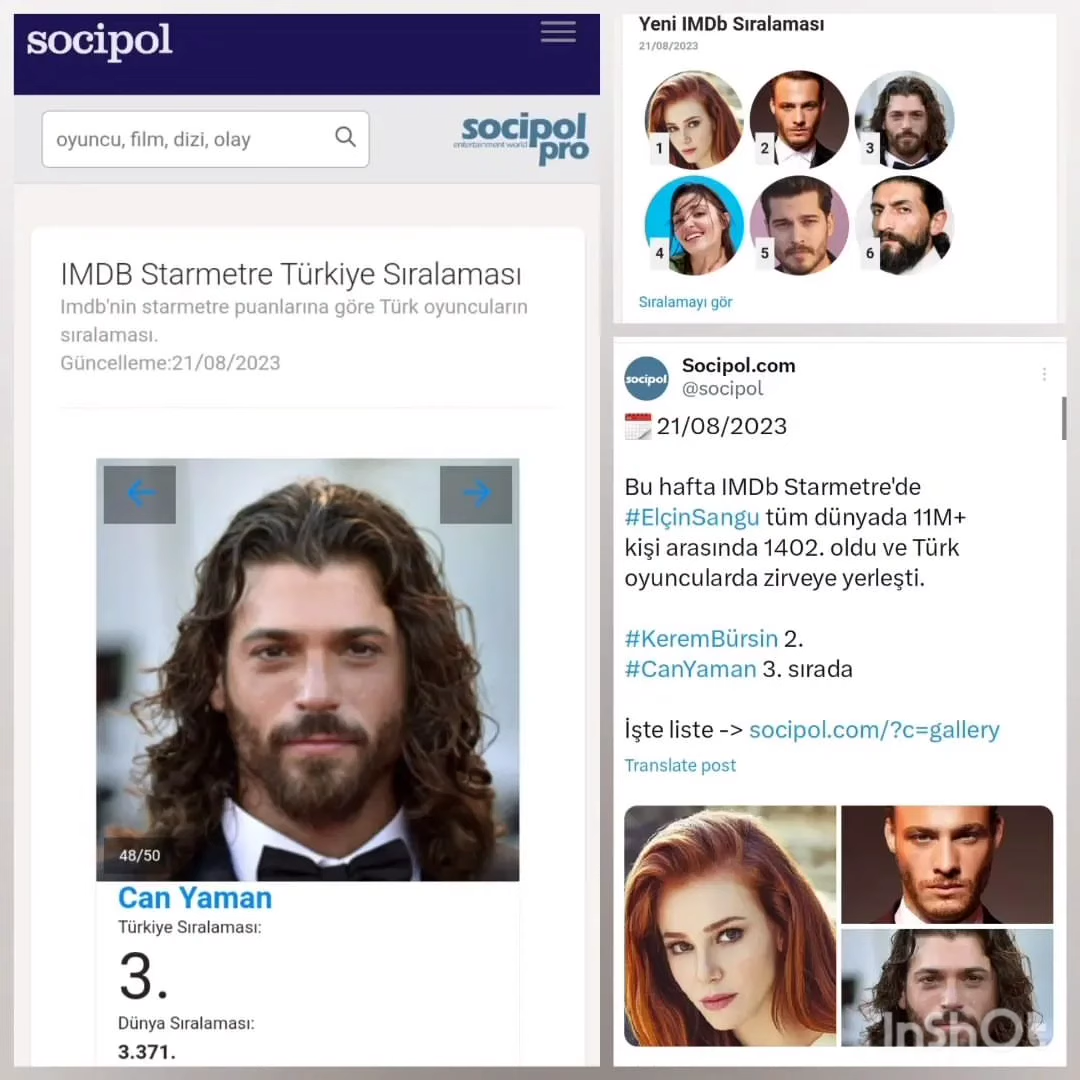 socipol
oyuncu, film, dizi, olay
socipol
entertainment world
pro
IMDB Starmetre Türkiye Sıralaması
Imdb'nin starmetre puanlarına göre Türk oyuncuların
sıralaması.
Güncelleme:21/08/2023
48/50
Can Yaman
Türkiye Sıralaması:
3.
Dünya Sıralaması:
3.371.
Yeni IMDb Sıralaması
21/08/2023
1
2
3
4
5
6
Sıralamayı gör
socipol
Socipol.com
@socipol
21/08/2023
Bu hafta IMDb Starmetre'de
#ElçinSangu tüm dünyada 11M+
kişi arasında 1402. oldu ve Türk
oyuncularda zirveye yerleşti.
#KeremBürsin 2.
#CanYaman 3. sırada
İşte liste -> socipol.com/?c=gallery
Translate post
InShOt